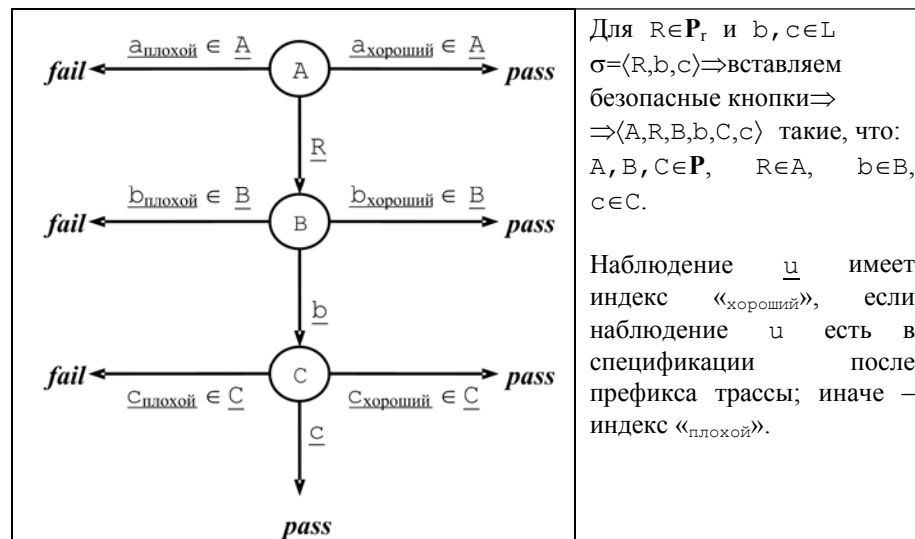 a плохой ∈ A
a хороший ∈ A
fail
A
pass
R
b плохой ∈ B
b хороший ∈ B
fail
B
pass
b
fail
C
pass
c плохой ∈ C
c хороший ∈ C
c
pass
Для R∈Pr и b,c∈L
σ=⟨R,b,c⟩⇒вставляем
безопасные кнопки⇒
⇒⟨A,R,B,b,C,c⟩ такие, что:
A,B,C∈P, R∈A, b∈B,
c∈C.
Наблюдение u имеет
индекс «хороший», если
наблюдение u есть в
спецификации после
префикса трассы; иначе –
индекс «плохой».